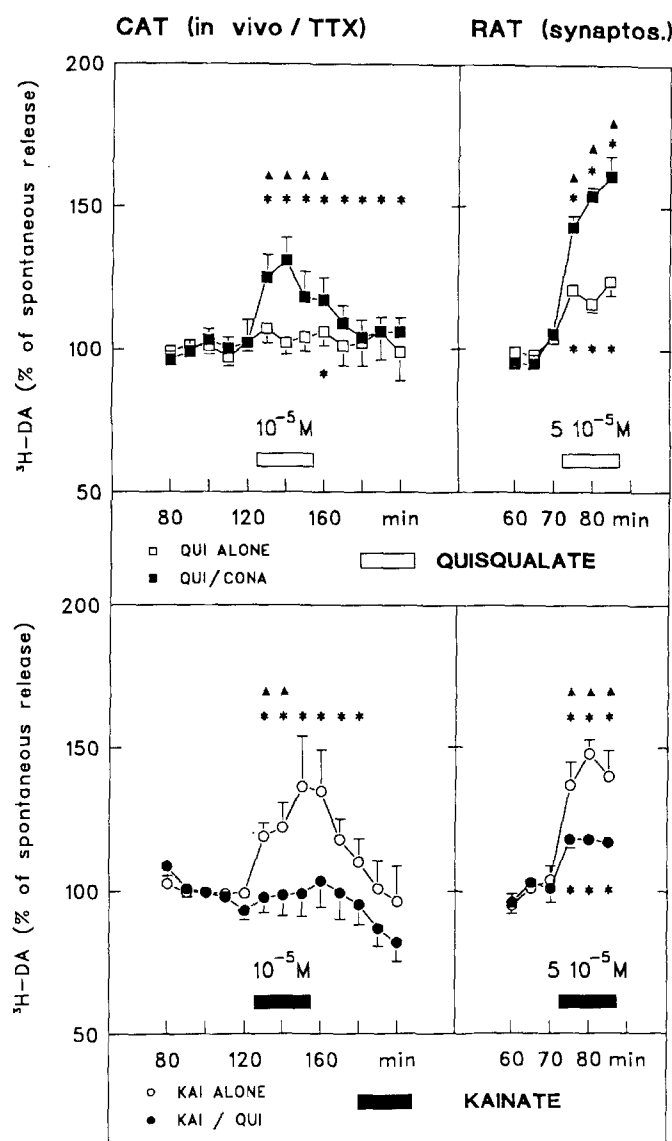 CAT (in vivo / TTX)
RAT (synaptos.)
³H-DA (% of spontaneous release)
200
150
100
50
10⁻⁵M
5 10⁻⁵M
80 120 160 min
60 70 80 min
□ QUI ALONE
■ QUI/CONA
QUISQUALATE
³H-DA (% of spontaneous release)
200
150
100
50
10⁻⁵M
5 10⁻⁵M
80 120 160 min
60 70 80 min
○ KAI ALONE
● KAI / QUI
KAINATE